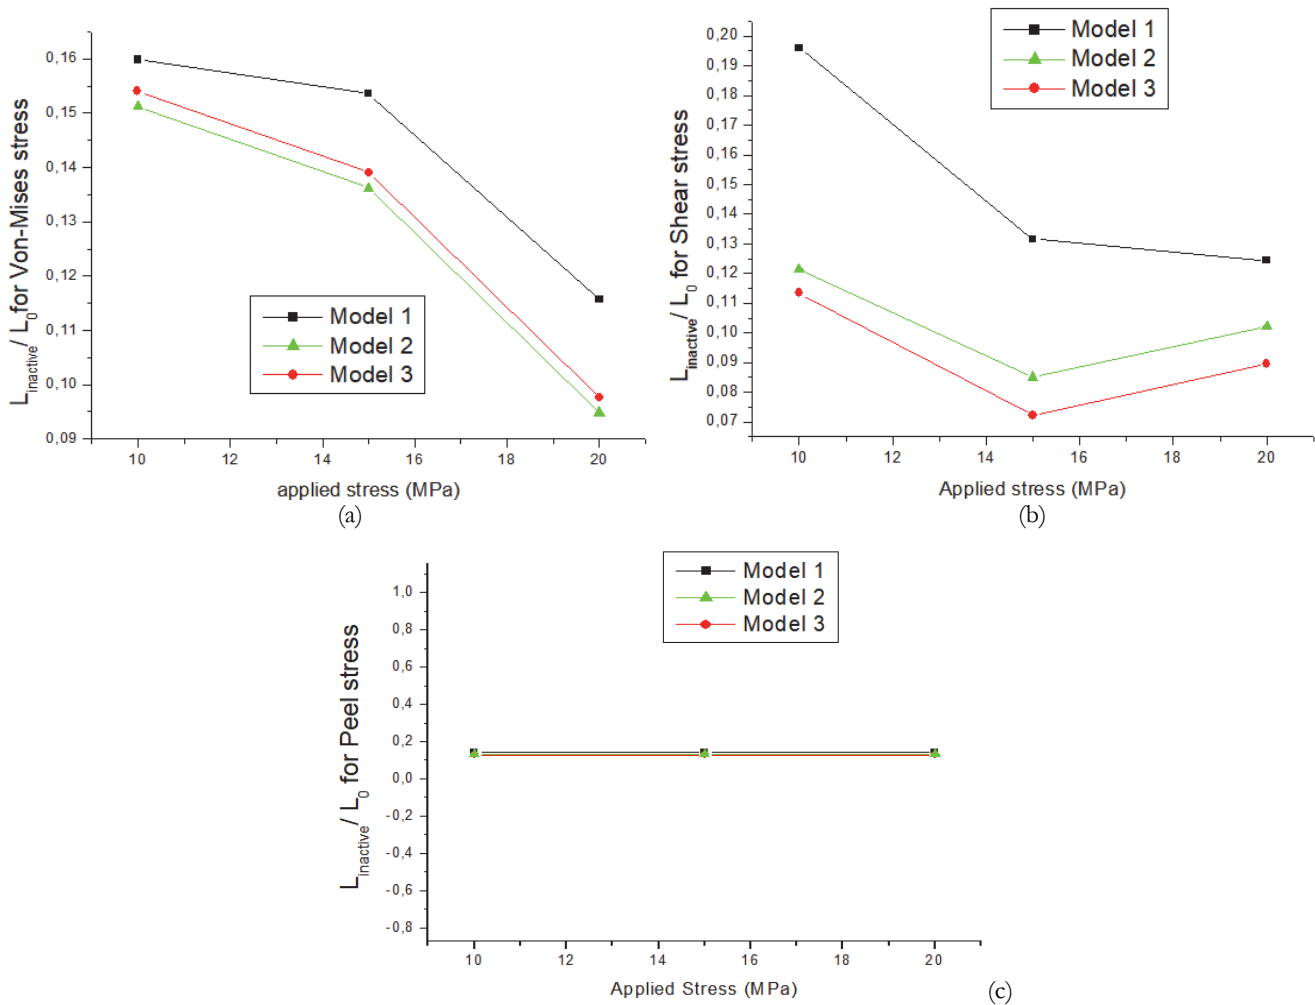 0,16
0,15
0,14
0,13
0,12
0,11
0,10
0,09
L_inactive/ L_0 for Von-Mises stress
Model 1
Model 2
Model 3
10 12 14 16 18 20
applied stress (MPa)
(a)
0,20
0,19
0,18
0,17
0,16
0,15
0,14
0,13
0,12
0,11
0,10
0,09
0,08
0,07
L_inactive/ L_0 for Shear stress
Model 1
Model 2
Model 3
10 12 14 16 18 20
Applied stress (MPa)
(b)
1,0
0,8
0,6
0,4
0,2
0,0
-0,2
-0,4
-0,6
-0,8
L_inactive/ L_0 for Peel stress
Model 1
Model 2
Model 3
10 12 14 16 18 20
Applied Stress (MPa)
(c)